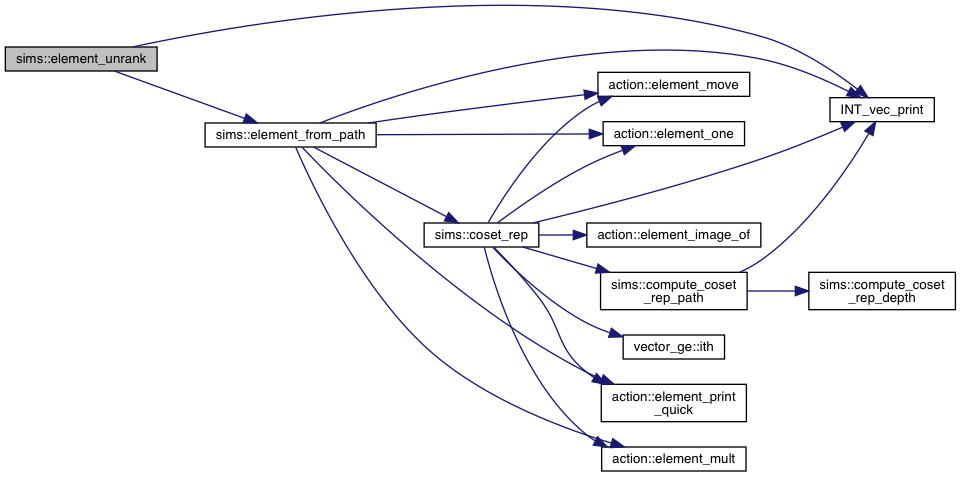 sims::element_unrank
sims::element_from_path
action::element_move
INT_vec_print
action::element_one
sims::coset_rep
action::element_image_of
sims::compute_coset
_rep_path
sims::compute_coset
_rep_depth
vector_ge::ith
action::element_print
_quick
action::element_mult